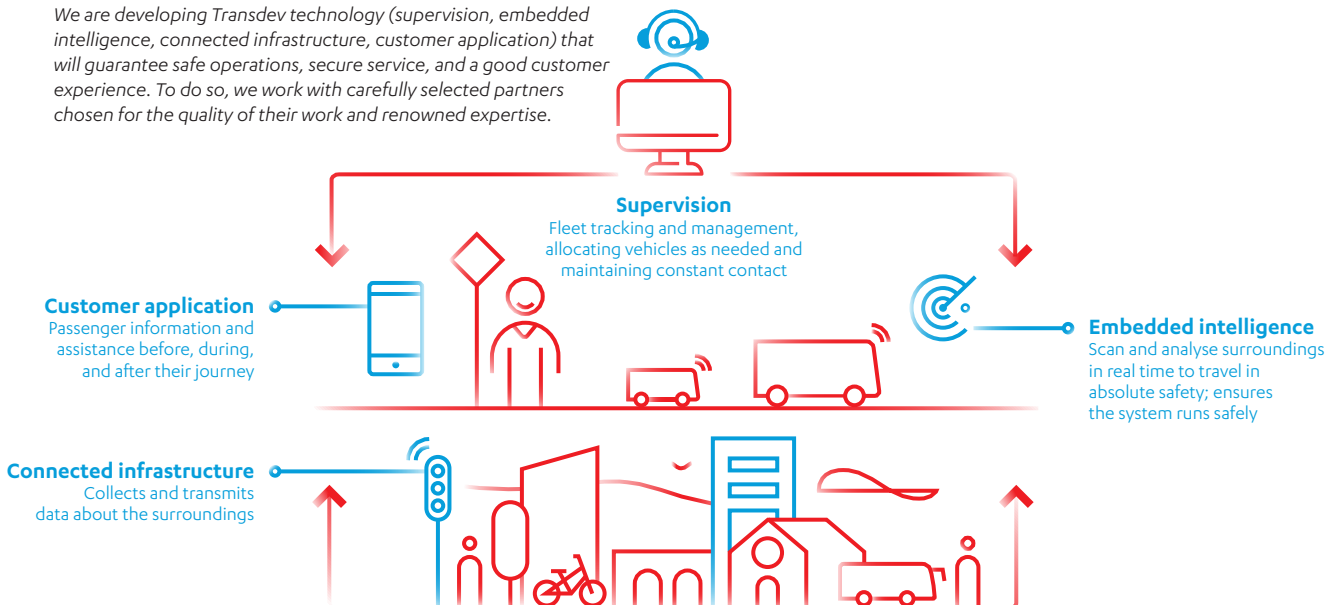 We are developing Transdev technology (supervision, embedded
intelligence, connected infrastructure, customer application) that
will guarantee safe operations, secure service, and a good customer
experience. To do so, we work with carefully selected partners
chosen for the quality of their work and renowned expertise.
Supervision
Fleet tracking and management,
allocating vehicles as needed and
maintaining constant contact
Customer application
Passenger information and
assistance before, during,
and after their journey
Embedded intelligence
Scan and analyse surroundings
in real time to travel in
absolute safety; ensures
the system runs safely
Connected infrastructure
Collects and transmits
data about the surroundings